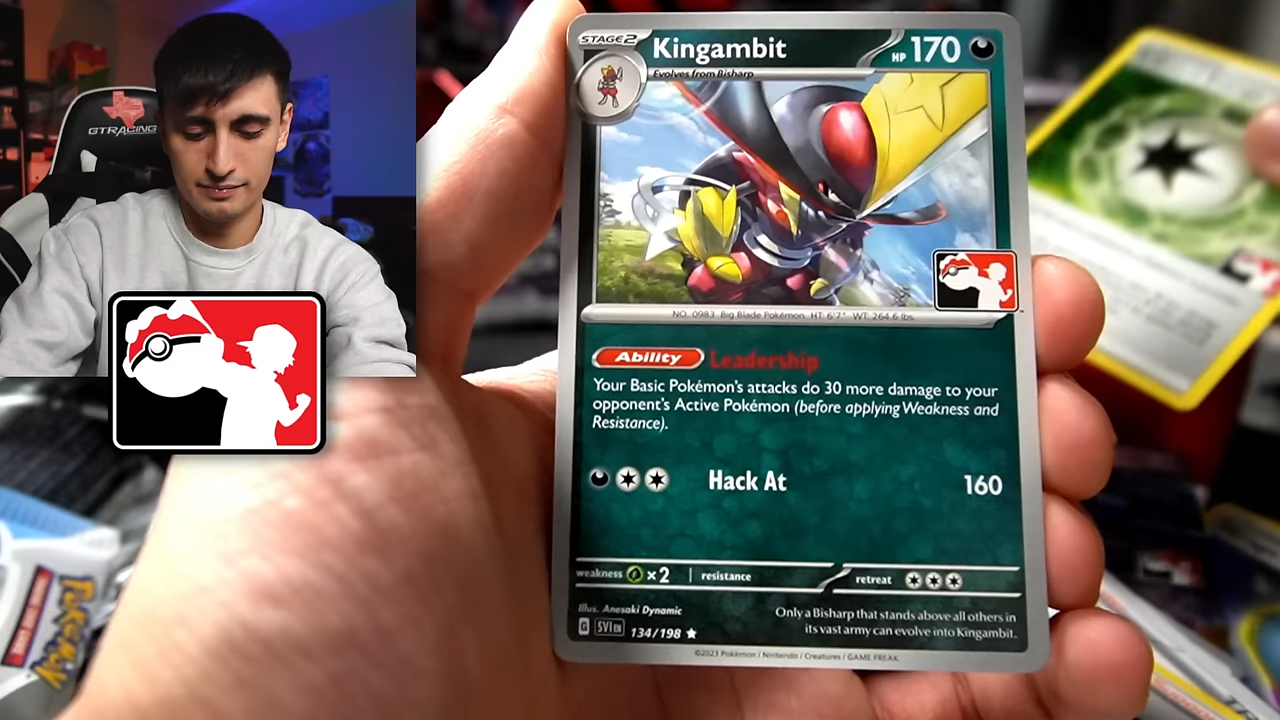 GTRACING
STAGE2
Kingambit
HP 170
Evolves from Bisharp
NO. 0983 Big Blade Pokémon HT: 6'7" WT: 264.6 lbs.
Ability Leadership
Your Basic Pokémon's attacks do 30 more damage to your
opponent's Active Pokémon (before applying Weakness and
Resistance).
Hack At 160
weakness ×2 resistance retreat
Illus. Anesaki Dynamic
G SVI EN 134/198 ★
Only a Bisharp that stands above all others in
its vast army can evolve into Kingambit.
©2023 Pokémon / Nintendo / Creatures / GAME FREAK
Pokémon